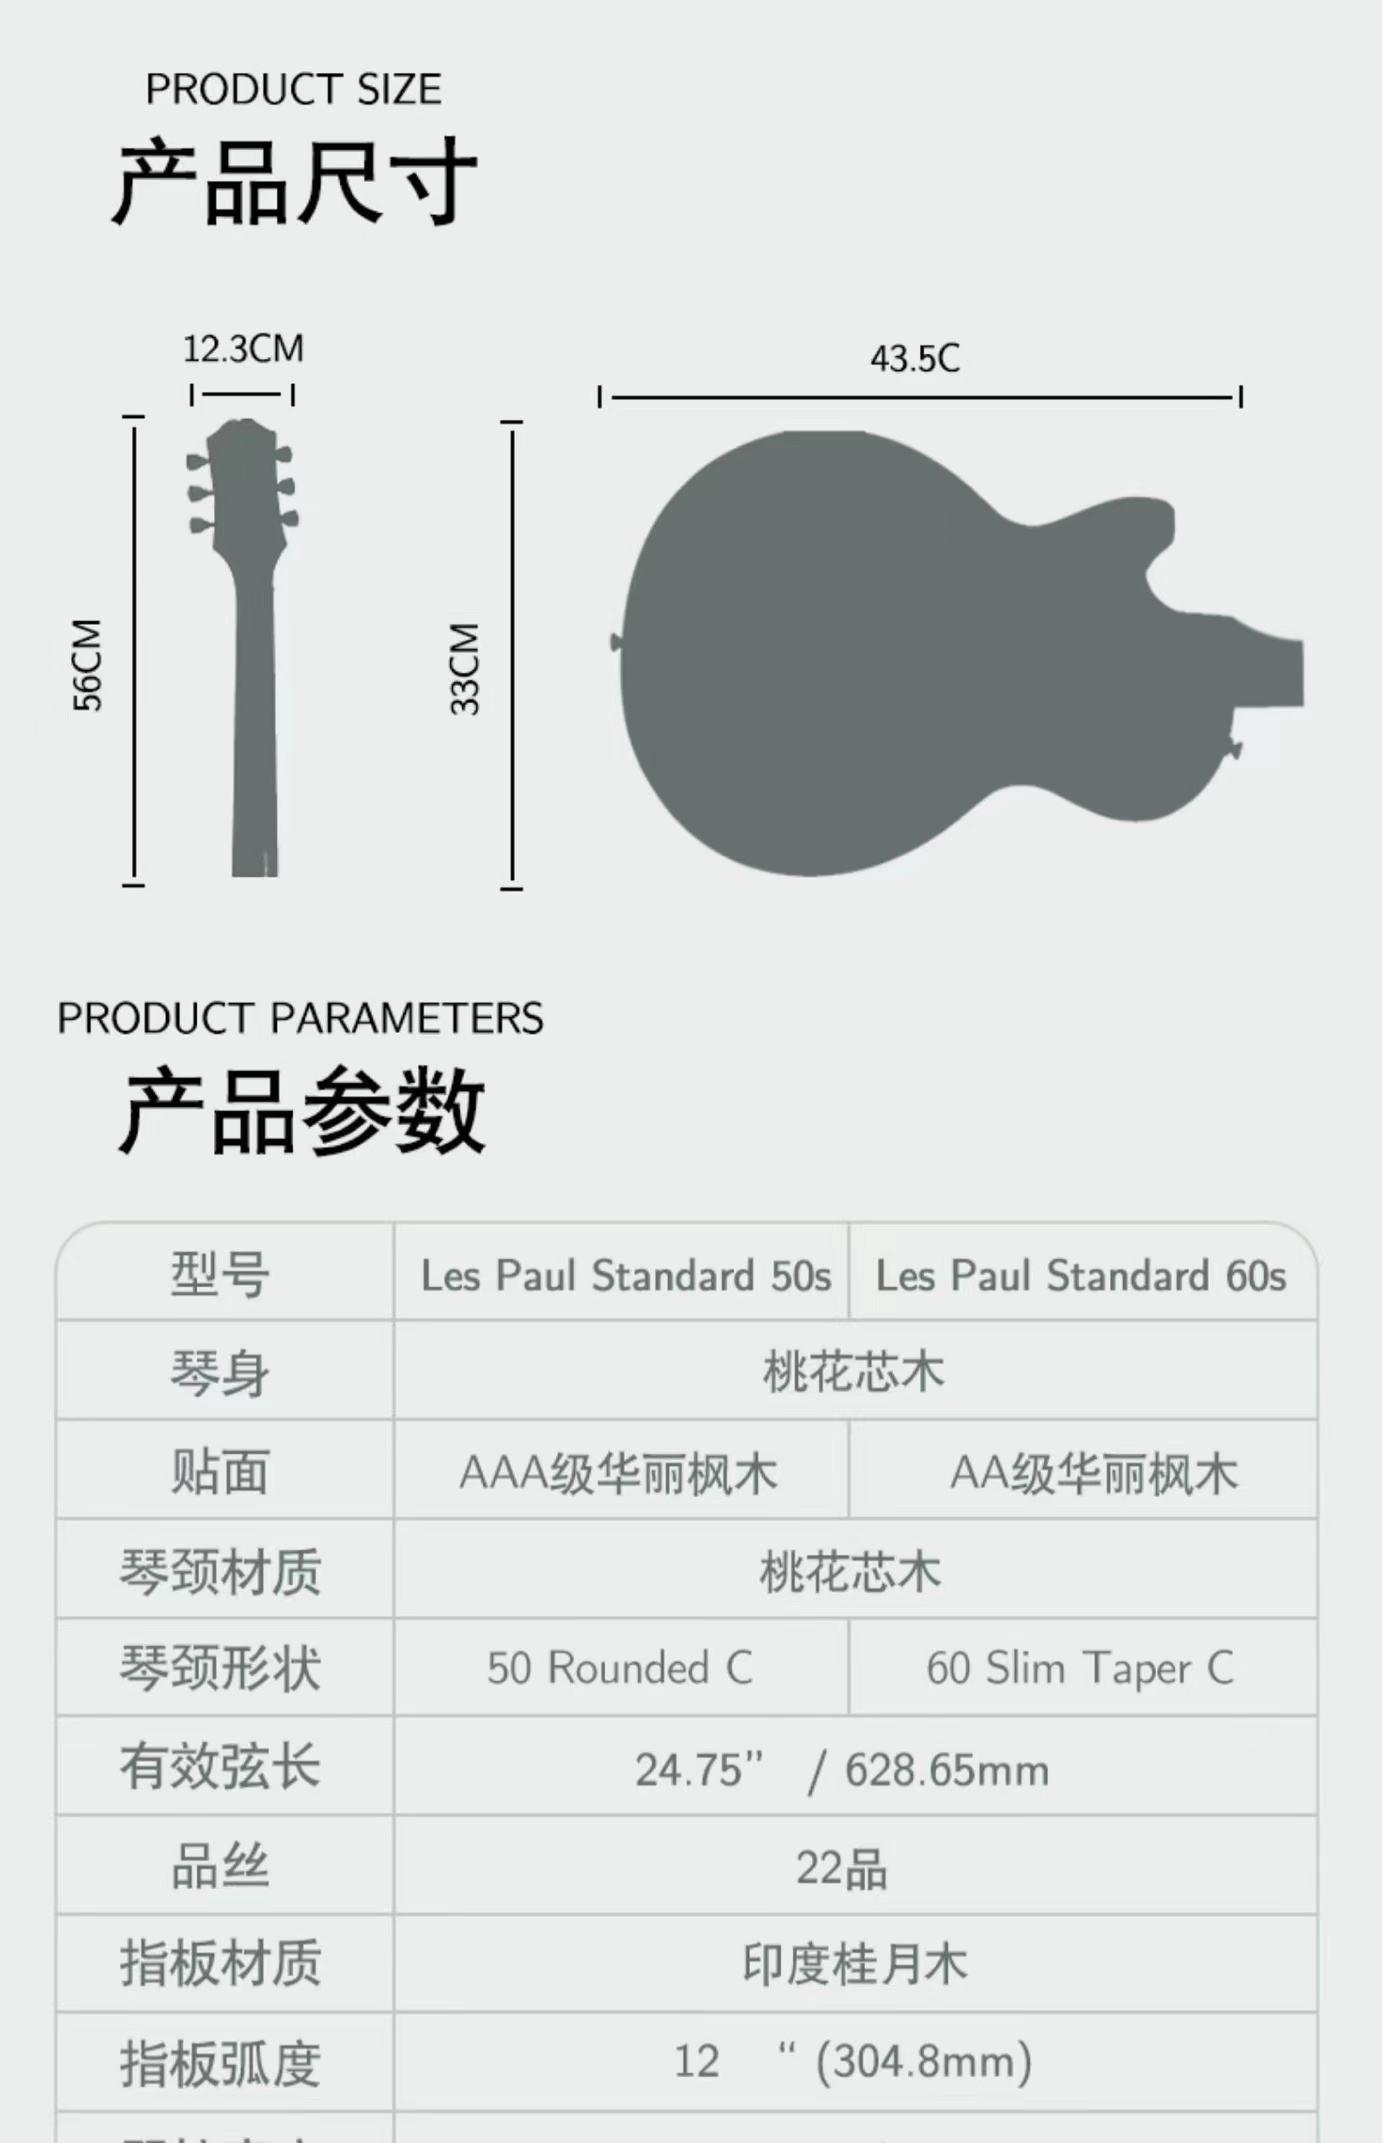 PRODUCT SIZE
产品尺寸
12.3CM
43.5C
56CM
33CM
PRODUCT PARAMETERS
产品参数
型号 Les Paul Standard 50s Les Paul Standard 60s
琴身 桃花芯木
贴面 AAA级华丽枫木 AA级华丽枫木
琴颈材质 桃花芯木
琴颈形状 50 Rounded C 60 Slim Taper C
有效弦长 24.75” / 628.65mm
品丝 22品
指板材质 印度桂月木
指板弧度 12 “ (304.8mm)